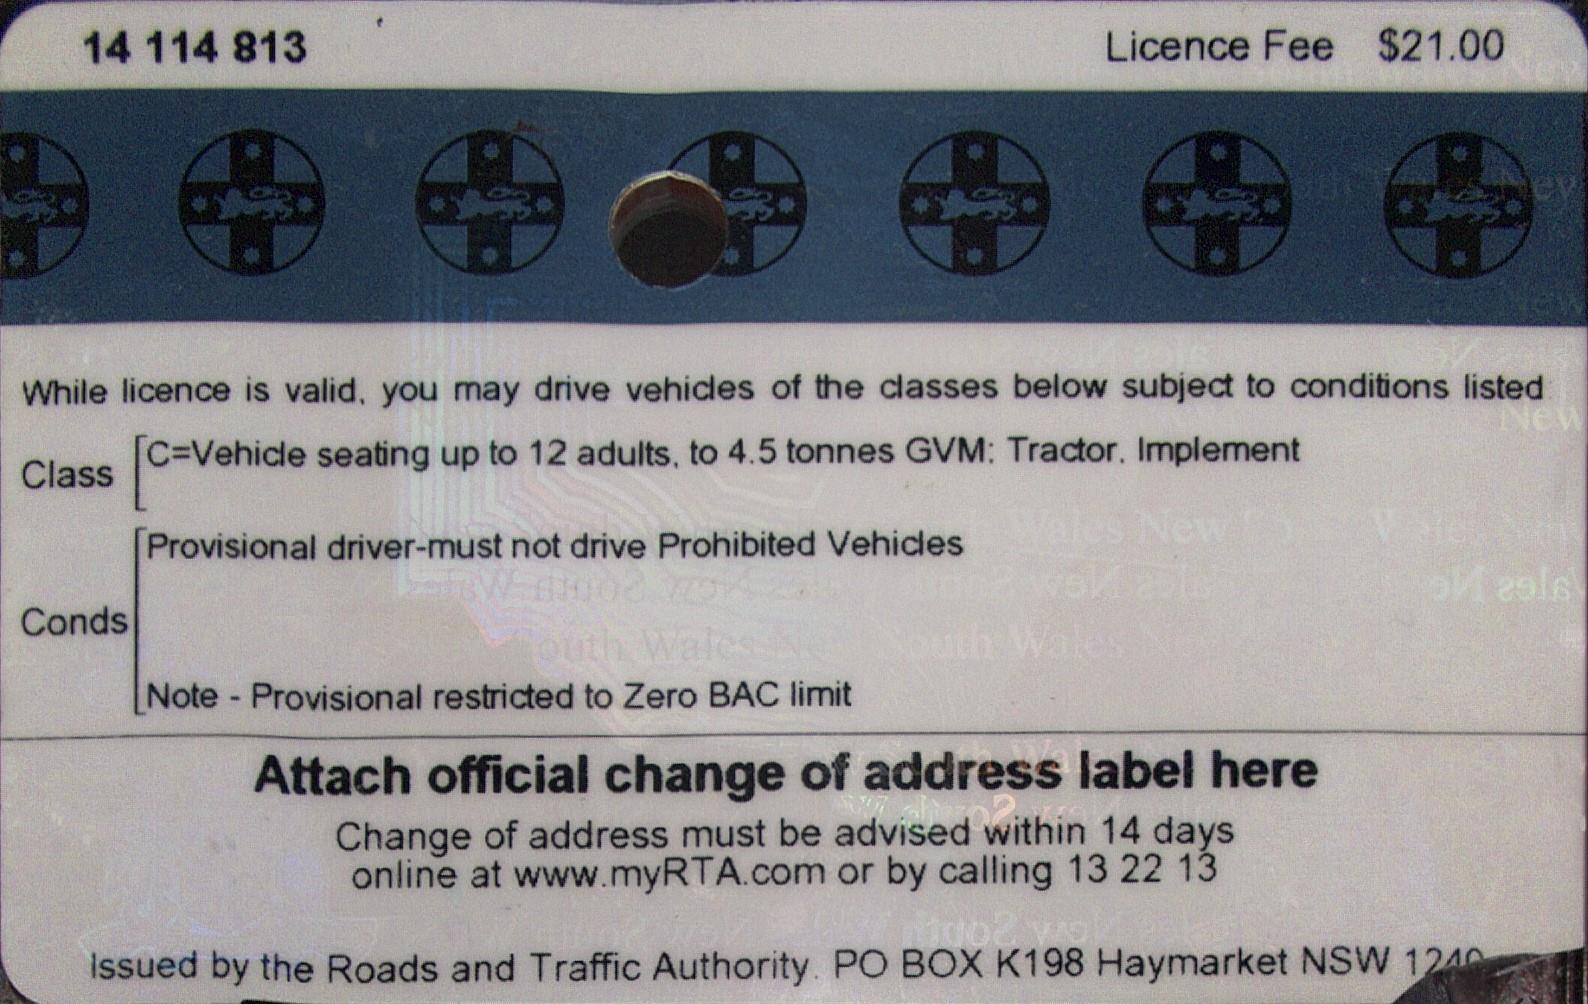 14 114 813
Licence Fee $21.00
While licence is valid, you may drive vehicles of the classes below subject to conditions listed
Class
C=Vehicle seating up to 12 adults, to 4.5 tonnes GVM: Tractor. Implement
Provisional driver-must not drive Prohibited Vehicles
Conds
Note - Provisional restricted to Zero BAC limit
Attach official change of address label here
Change of address must be advised within 14 days
online at www.myRTA.com or by calling 13 22 13
Issued by the Roads and Traffic Authority. PO BOX K198 Haymarket NSW 1240